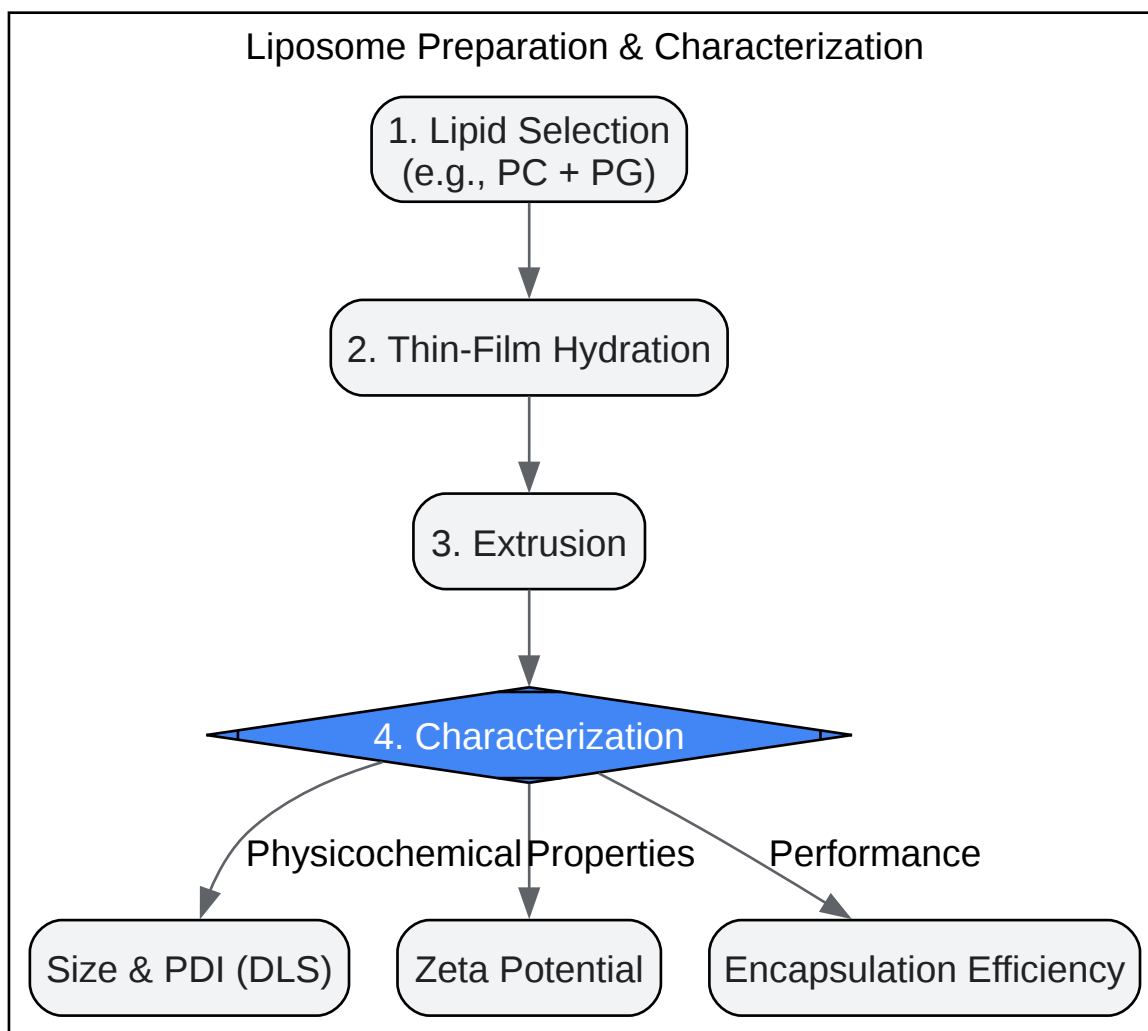 Liposome Preparation & Characterization
1. Lipid Selection
(e.g., PC + PG)
2. Thin-Film Hydration
3. Extrusion
4. Characterization
Physicochemical
Properties
Performance
Size & PDI (DLS)
Zeta Potential
Encapsulation Efficiency